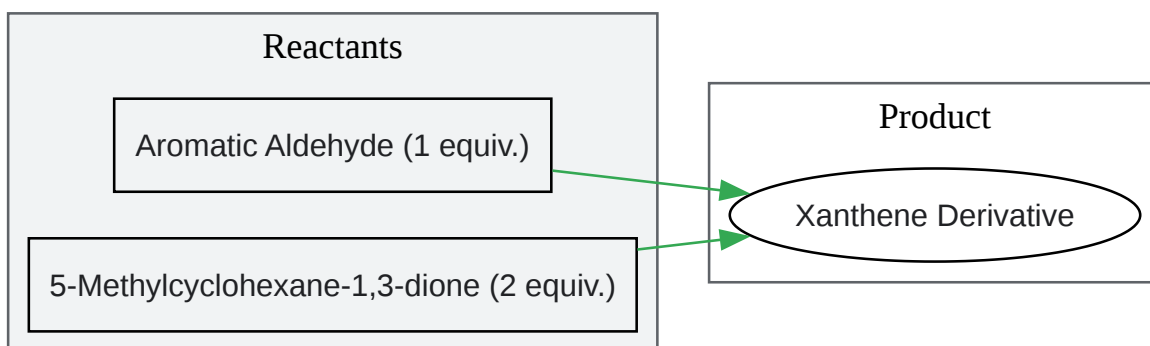 Reactants
Aromatic Aldehyde (1 equiv.)
5-Methylcyclohexane-1,3-dione (2 equiv.)
Product
Xanthene Derivative